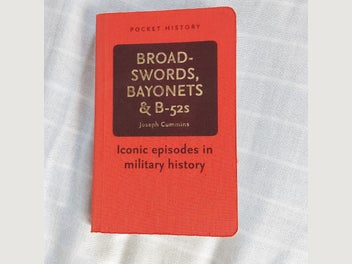 POCKET HISTORY
BROAD-
SWORDS,
BAYONETS
& B-52s
Joseph Cummins
Iconic episodes in
military history